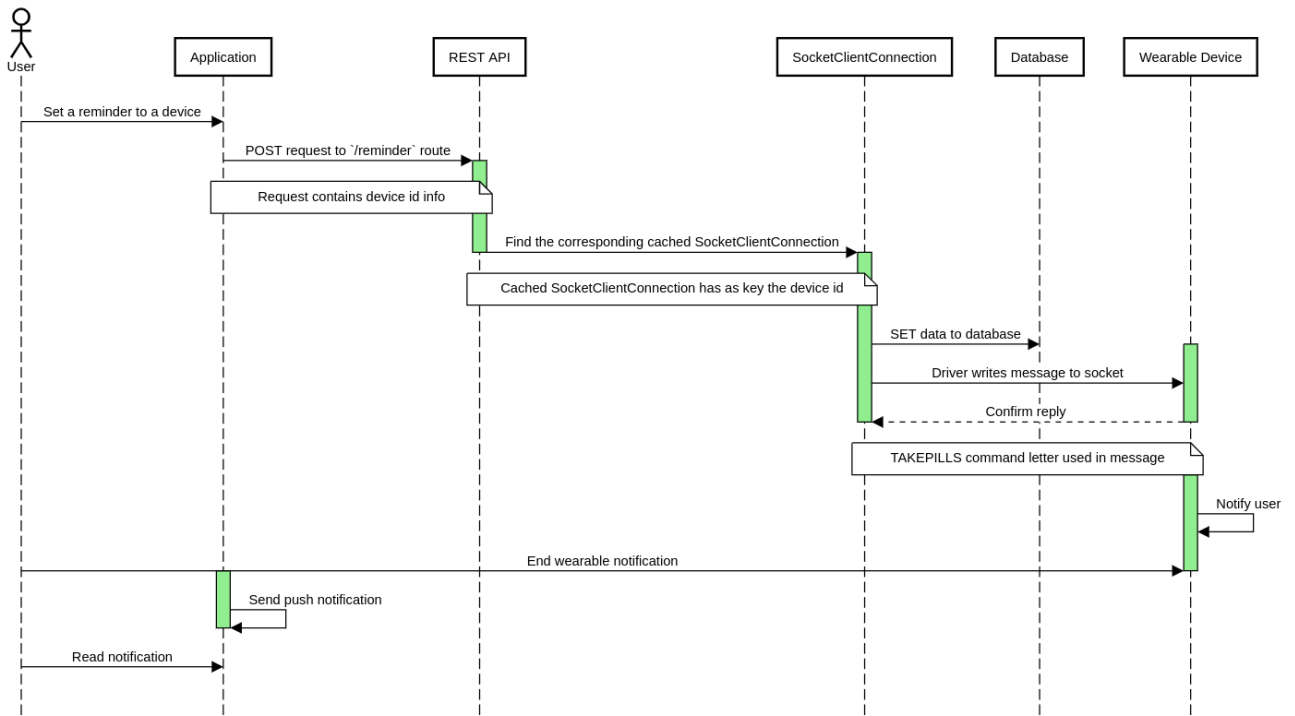 User
Application
REST API
SocketClientConnection
Database
Wearable Device
Set a reminder to a device
POST request to `/reminder` route
Request contains device id info
Find the corresponding cached SocketClientConnection
Cached SocketClientConnection has as key the device id
SET data to database
Driver writes message to socket
Confirm reply
TAKEPILLS command letter used in message
Notify user
End wearable notification
Send push notification
Read notification